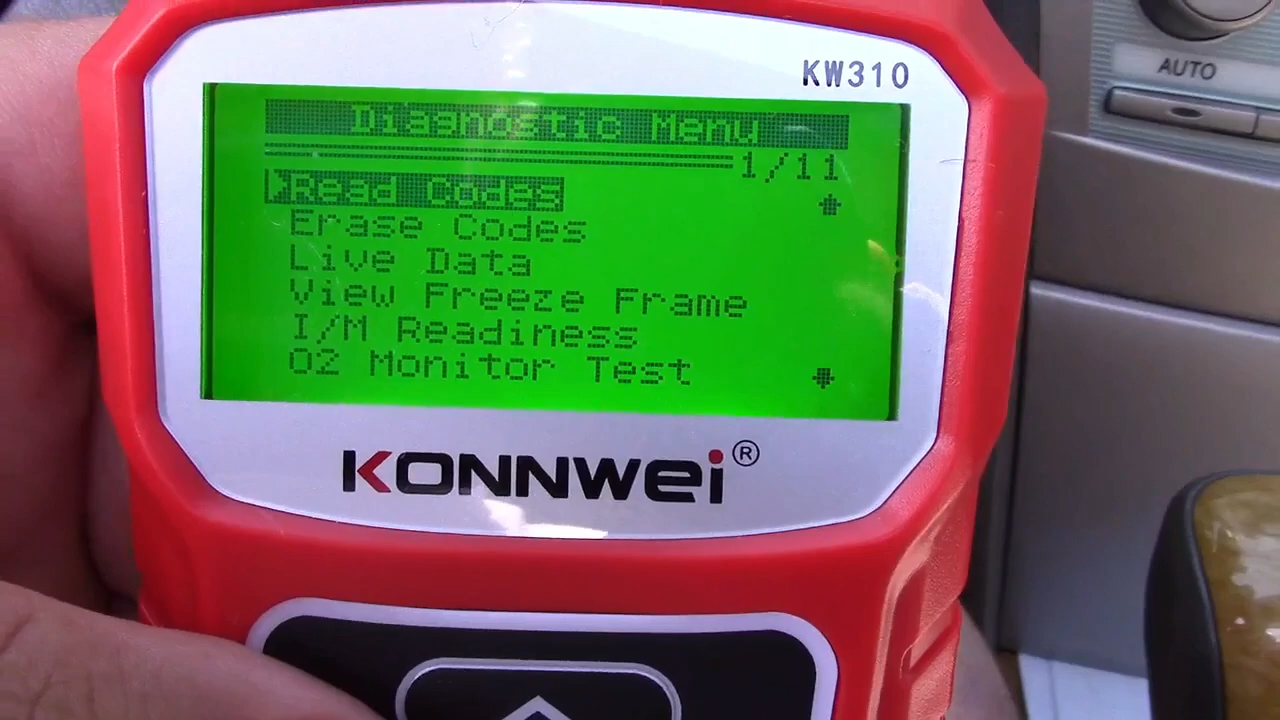 KW310
AUTO
Diagnostic Menu
1/11
Read Codes
Erase Codes
Live Data
View Freeze Frame
I/M Readiness
O2 Monitor Test
KONNWEi®